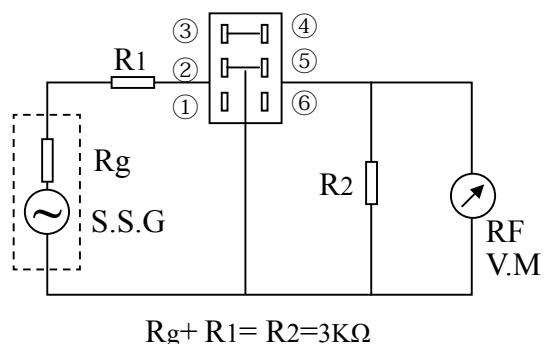 ③ ④
R1 ② ⑤
① ⑥
Rg
R2
S.S.G
RF
V.M
Rg+ R1= R2=3KΩ